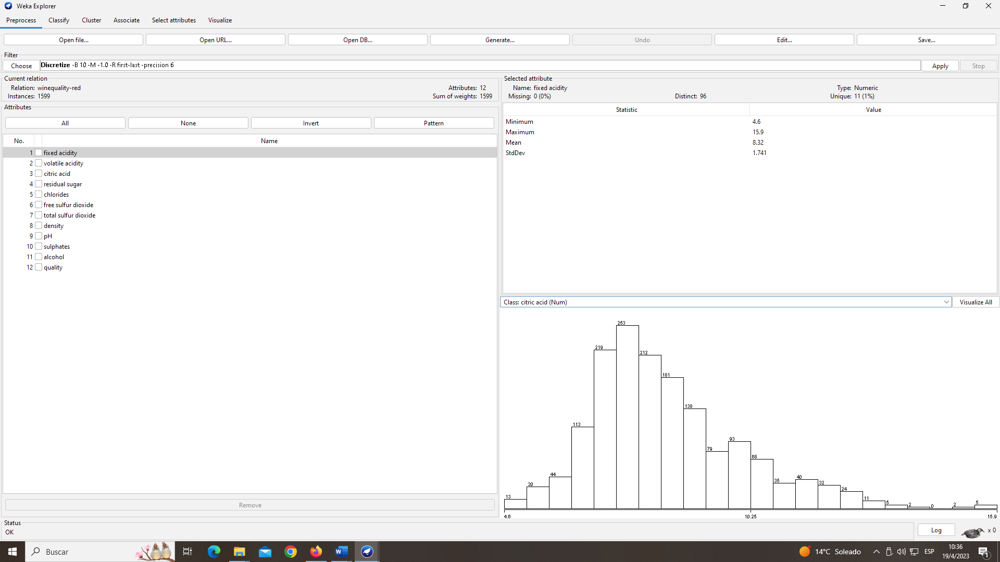 Weka Explorer
Preprocess Classify Cluster Associate Select attributes Visualize
Open file... Open URL... Open DB... Generate... Undo Edit... Save...
Filter
Choose Discretize -B 10 -M -1.0 -R first-last -precision 6 Apply Stop
Current relation
Relation: winequality-red Attributes: 12
Instances: 1599 Sum of weights: 1599
Attributes
All None Invert Pattern
No. Name
1 fixed acidity
2 volatile acidity
3 citric acid
4 residual sugar
5 chlorides
6 free sulfur dioxide
7 total sulfur dioxide
8 density
9 pH
10 sulphates
11 alcohol
12 quality
Remove
Selected attribute
Name: fixed acidity Type: Numeric
Missing: 0 (0%) Distinct: 96 Unique: 11 (1%)
Statistic Value
Minimum 4.6
Maximum 15.9
Mean 8.32
StdDev 1.741
Class: citric acid (Num) Visualize All
13 30 44 113 219 253 212 181 138 79 93 68 35 40 32 24 11 5 2 0 2 5
4.6 10.25 15.9
Status
OK
Log x 0
Buscar
14°C Soleado ESP 10:36
19/4/2023
1